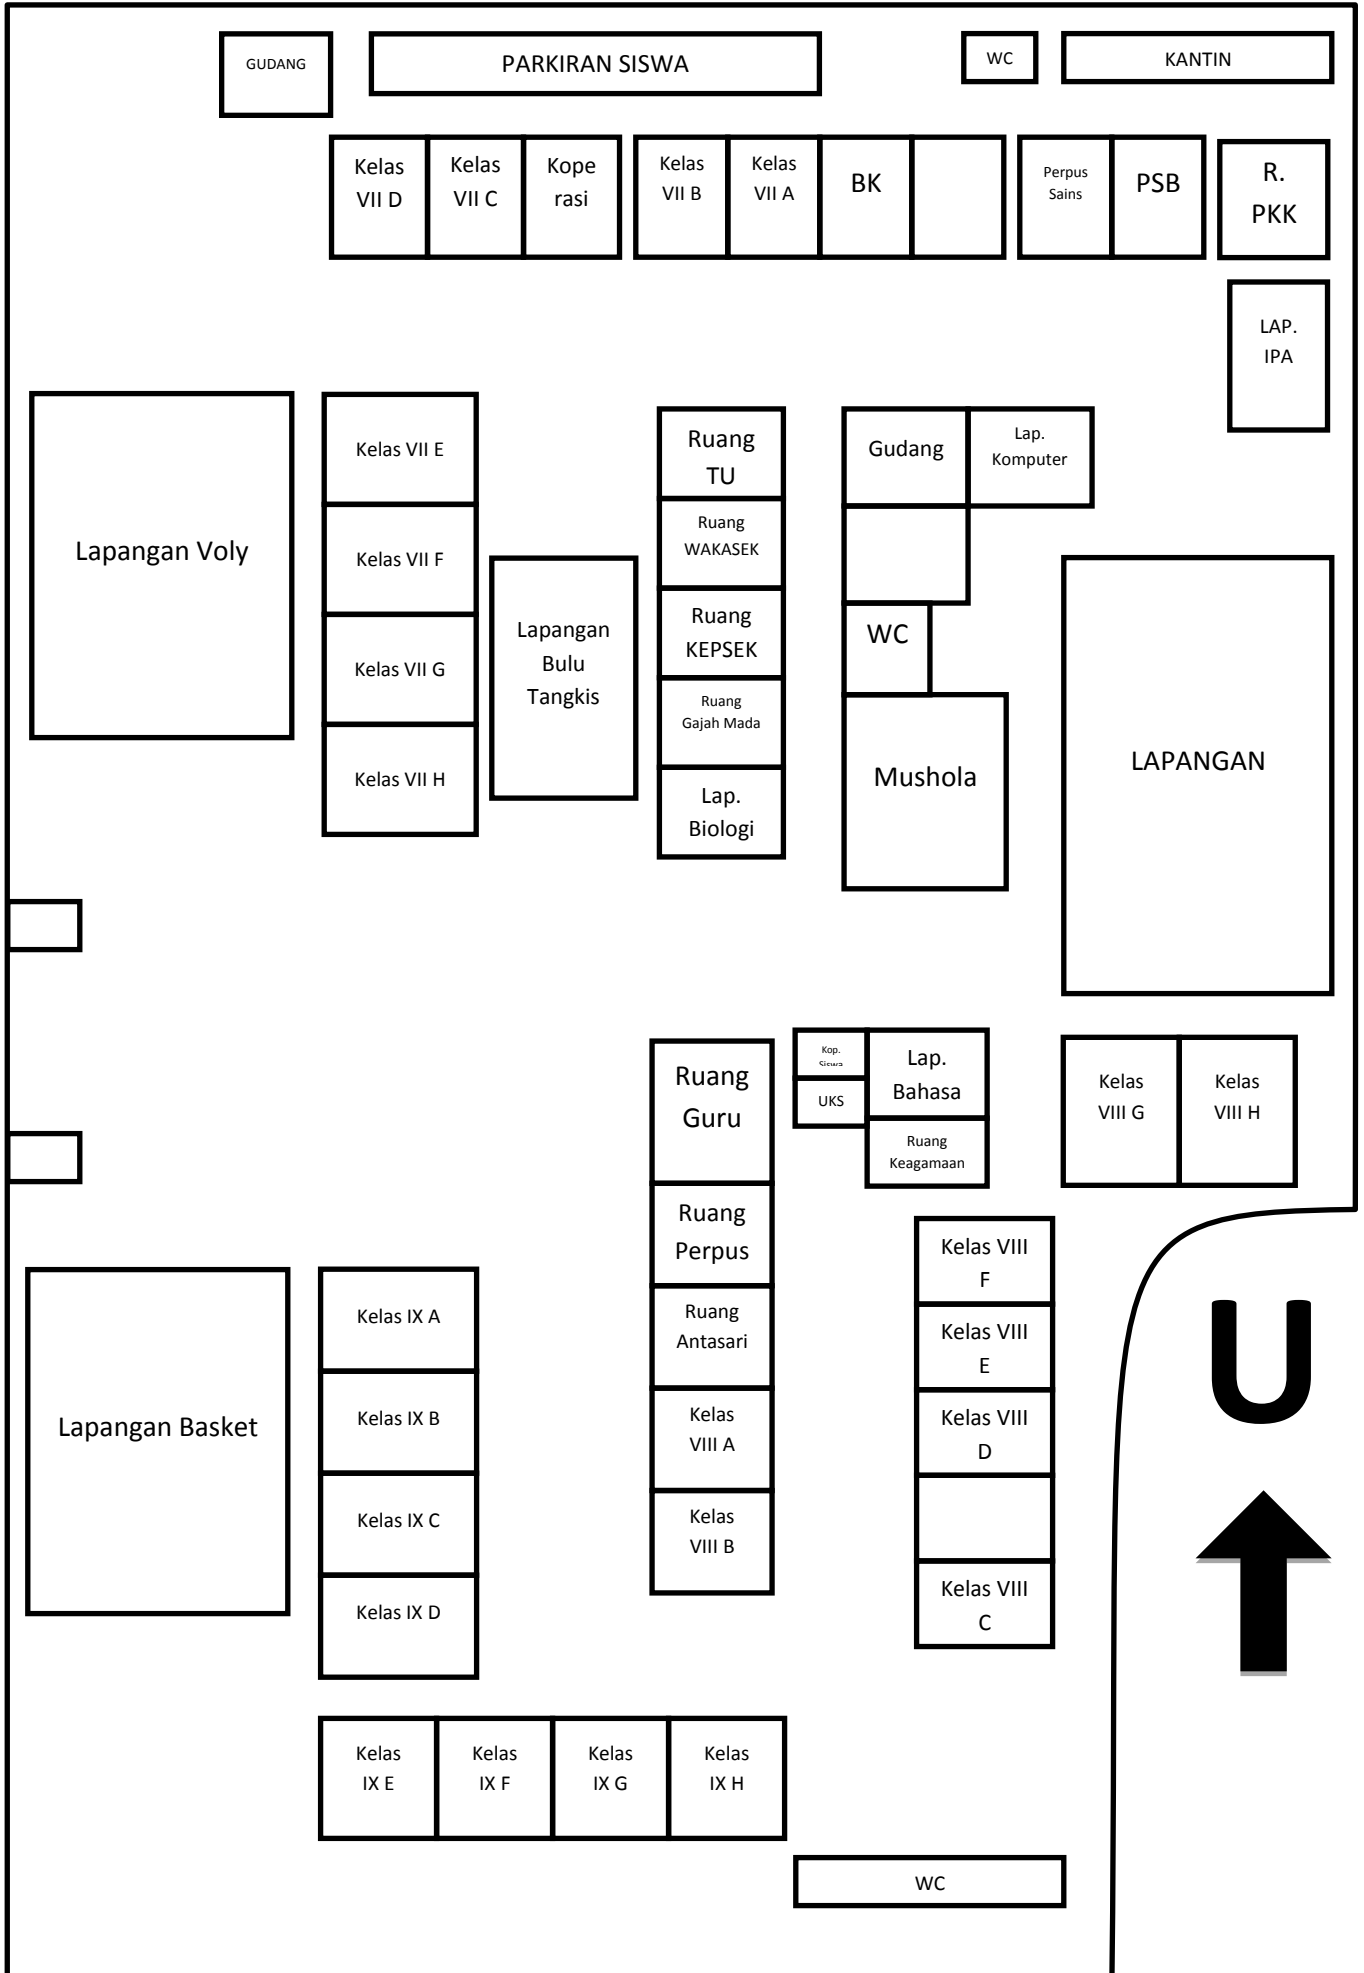 GUDANG
PARKIRAN SISWA
WC
KANTIN
Kelas
VII D
Kelas
VII C
Kope
rasi
Kelas
VII B
Kelas
VII A
BK
Perpus
Sains
PSB
R.
PKK
LAP.
IPA
Lapangan Voly
Kelas VII E
Kelas VII F
Kelas VII G
Kelas VII H
Lapangan
Bulu
Tangkis
Ruang
TU
Ruang
WAKASEK
Ruang
KEPSEK
Ruang
Gajah Mada
Lap.
Biologi
Gudang
Lap.
Komputer
WC
Mushola
LAPANGAN
Ruang
Guru
Ruang
Perpus
Ruang
Antasari
Kelas
VIII A
Kelas
VIII B
Kop.
Siswa
UKS
Lap.
Bahasa
Ruang
Keagamaan
Kelas
VIII G
Kelas
VIII H
Kelas VIII
F
Kelas VIII
E
Kelas VIII
D
Kelas VIII
C
U
Lapangan Basket
Kelas IX A
Kelas IX B
Kelas IX C
Kelas IX D
Kelas
IX E
Kelas
IX F
Kelas
IX G
Kelas
IX H
WC